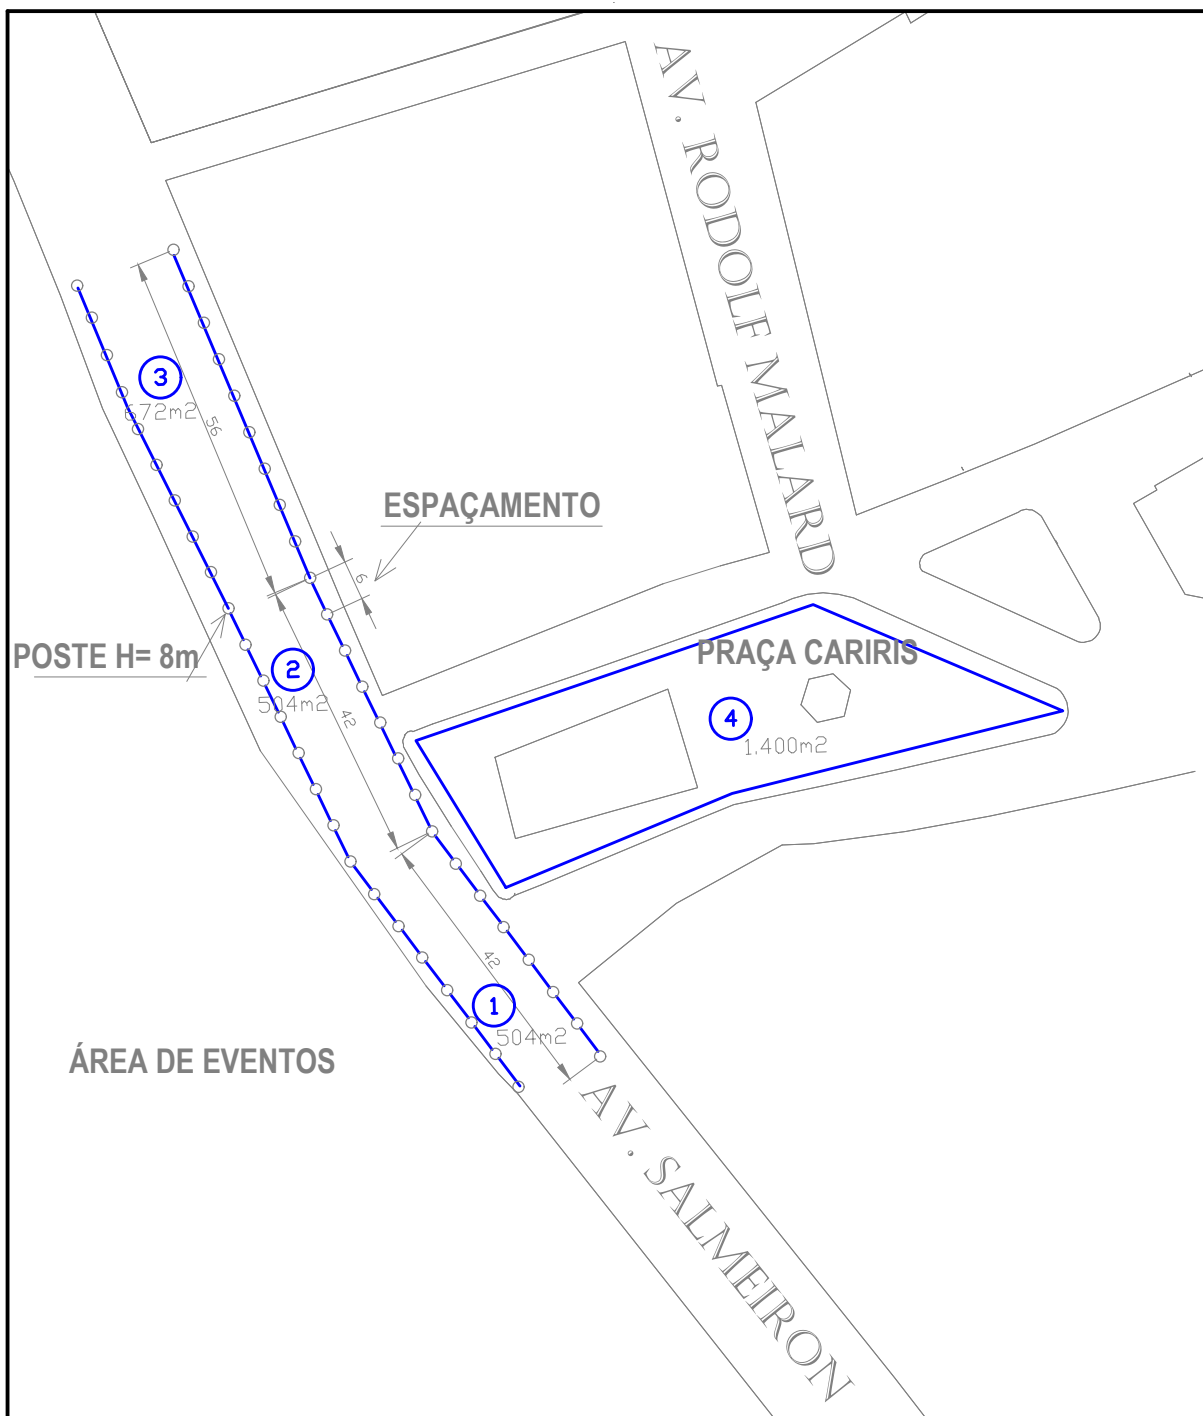 AV. RODOLF MALARD
3
672m2
56
ESPAÇAMENTO
6
POSTE H= 8m
2
504m2
42
PRAÇA CARIRIS
4
1,400m2
42
1
504m2
ÁREA DE EVENTOS
AV. SALMEIRON